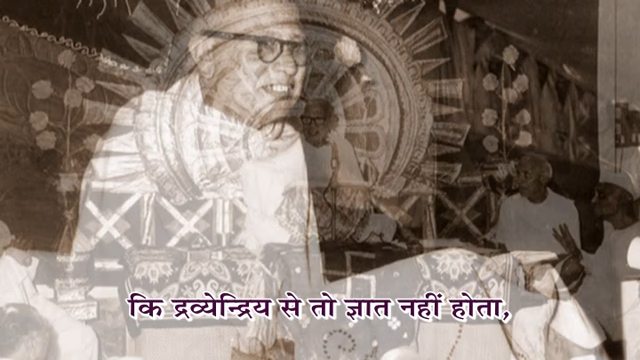 कि द्रव्येन्द्रिय से तो ज्ञात नहीं होता,